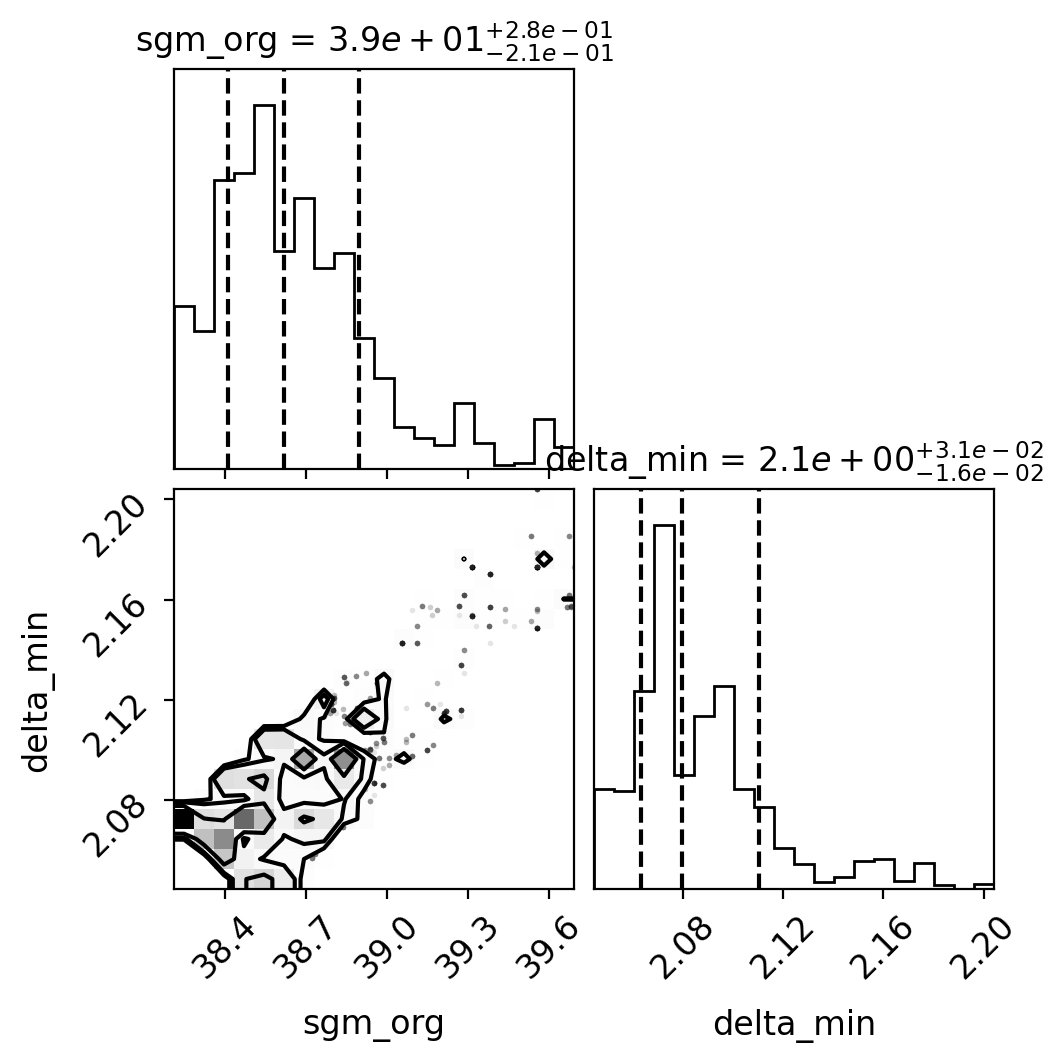 sgm_org = 3.9e + 01 +2.8e − 01 −2.1e − 01
delta_min = 2.1e + 00 +3.1e − 02 −1.6e − 02
2.20
2.16
2.12
2.08
delta_min
38.4 38.7 39.0 39.3 39.6
2.08 2.12 2.16 2.20
sgm_org
delta_min